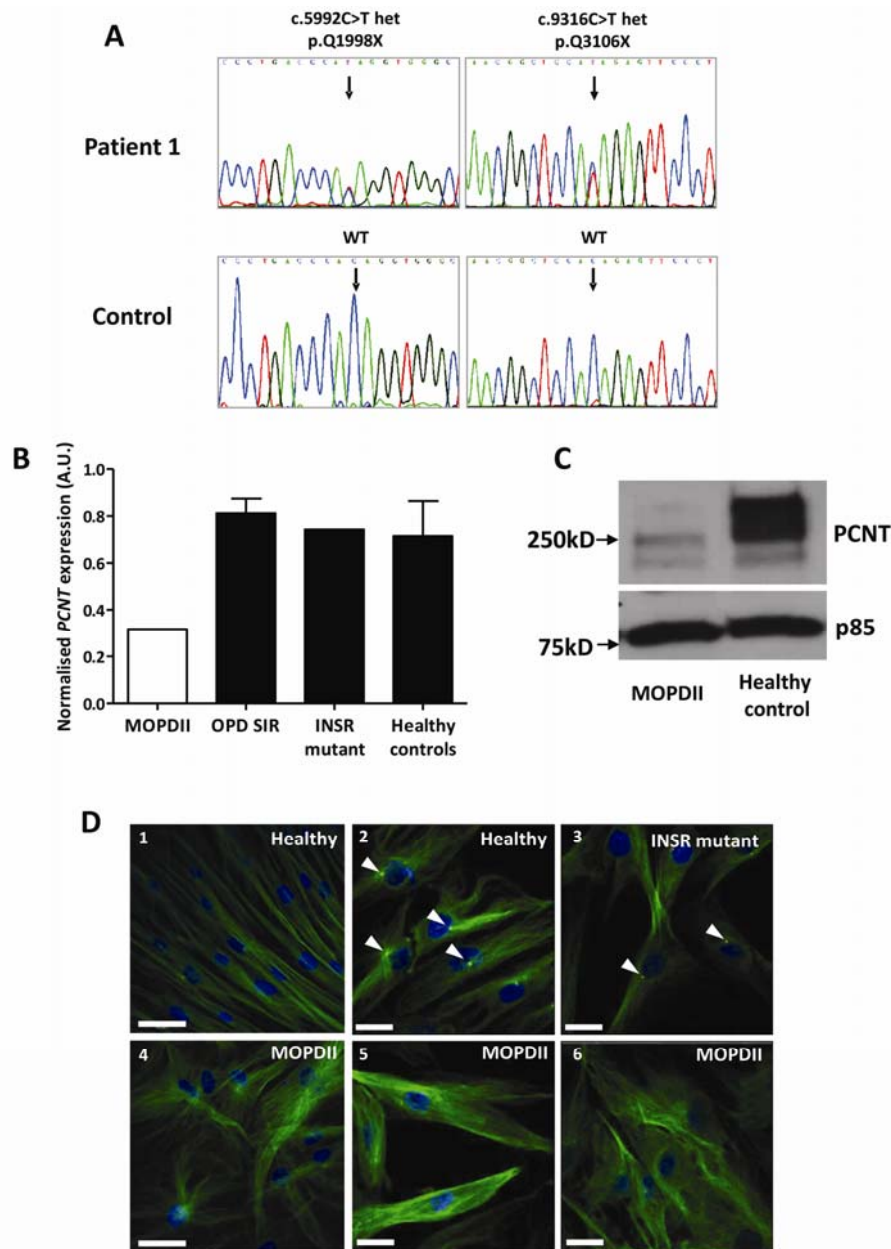 A
c.5992C>T het
p.Q1998X
c.9316C>T het
p.Q3106X
C C C T G A C C C A T A G G T G G G G
A A C G G C T C C A T A G A G T T C C C T
Patient 1
WT
WT
C C C T G A C C C A C A G G T G G G G
A A C G G C T C C A C A G A G T T C C C T
Control
B
Normalised PCNT expression (A.U.)
1.0
0.8
0.6
0.4
0.2
0.0
MOPDII
OPD SIR
INSR
mutant
Healthy
controls
C
250kD
PCNT
75kD
p85
MOPDII
Healthy
control
D
1
Healthy
2
Healthy
3
INSR mutant
4
MOPDII
5
MOPDII
6
MOPDII